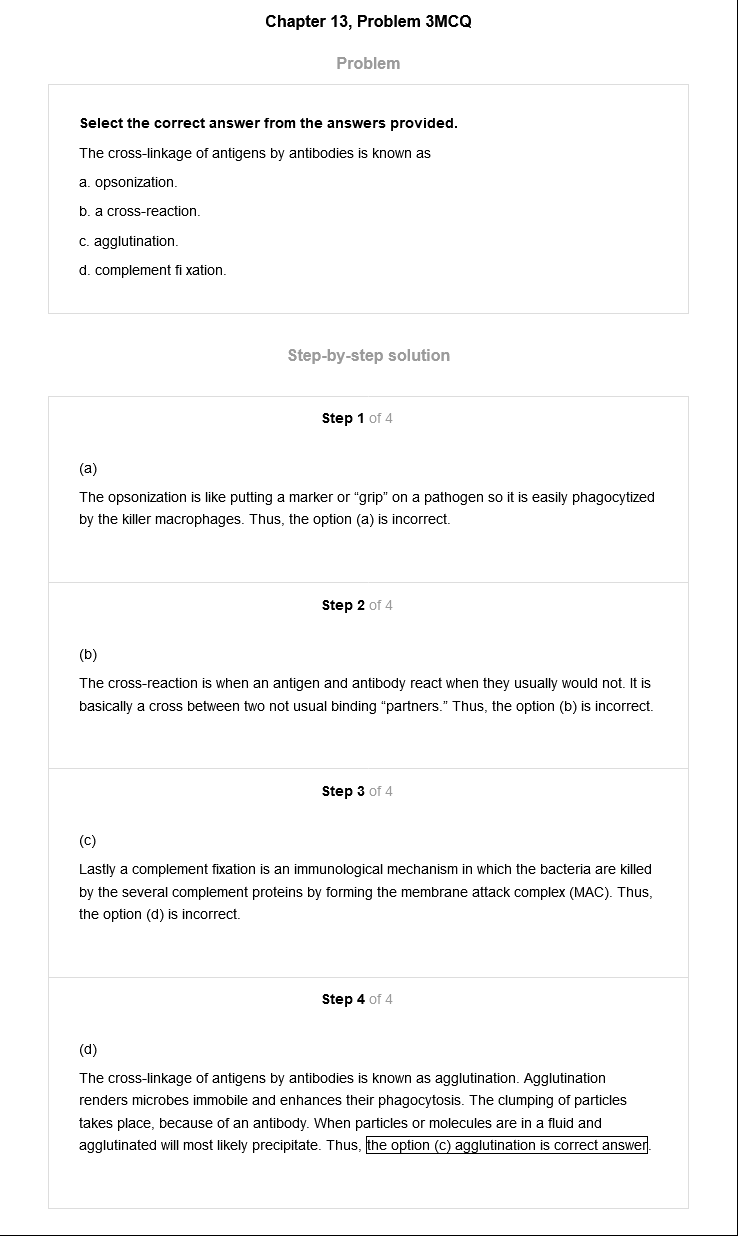 Chapter 13, Problem 3MCQ
Problem
Select the correct answer from the answers provided.
The cross-linkage of antigens by antibodies is known as
a. opsonization.
b. a cross-reaction.
c. agglutination.
d. complement fi xation.
Step-by-step solution
Step 1 of 4
(a)
The opsonization is like putting a marker or “grip” on a pathogen so it is easily phagocytized
by the killer macrophages. Thus, the option (a) is incorrect.
Step 2 of 4
(b)
The cross-reaction is when an antigen and antibody react when they usually would not. It is
basically a cross between two not usual binding “partners.” Thus, the option (b) is incorrect.
Step 3 of 4
(c)
Lastly a complement fixation is an immunological mechanism in which the bacteria are killed
by the several complement proteins by forming the membrane attack complex (MAC). Thus,
the option (d) is incorrect.
Step 4 of 4
(d)
The cross-linkage of antigens by antibodies is known as agglutination. Agglutination
renders microbes immobile and enhances their phagocytosis. The clumping of particles
takes place, because of an antibody. When particles or molecules are in a fluid and
agglutinated will most likely precipitate. Thus, the option (c) agglutination is correct answer.